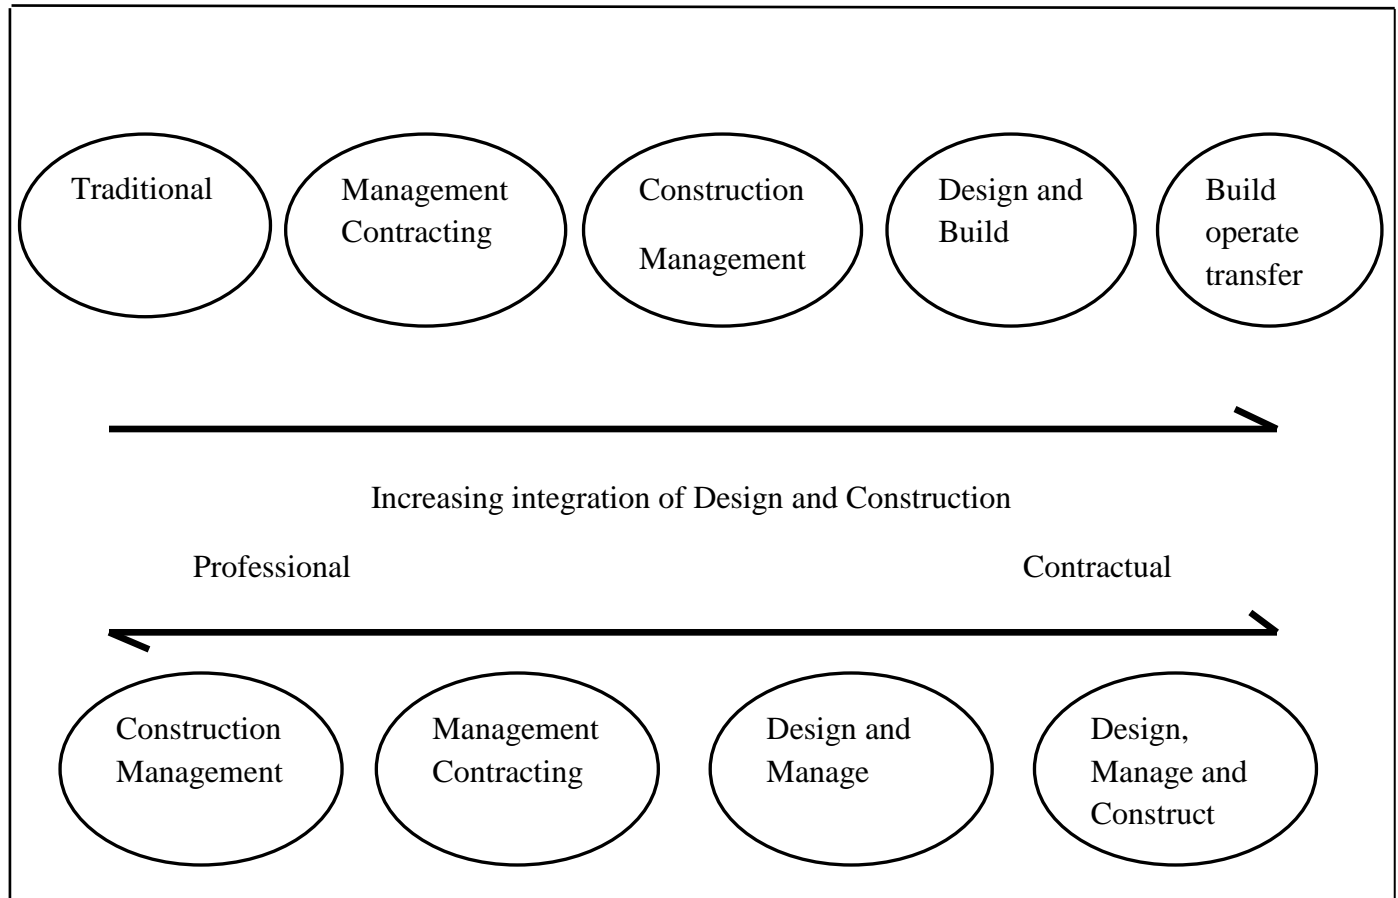 Traditional
Management
Contracting
Construction
Management
Design and
Build
Build
operate
transfer
Increasing integration of Design and Construction
Professional
Contractual
Construction
Management
Management
Contracting
Design and
Manage
Design,
Manage and
Construct